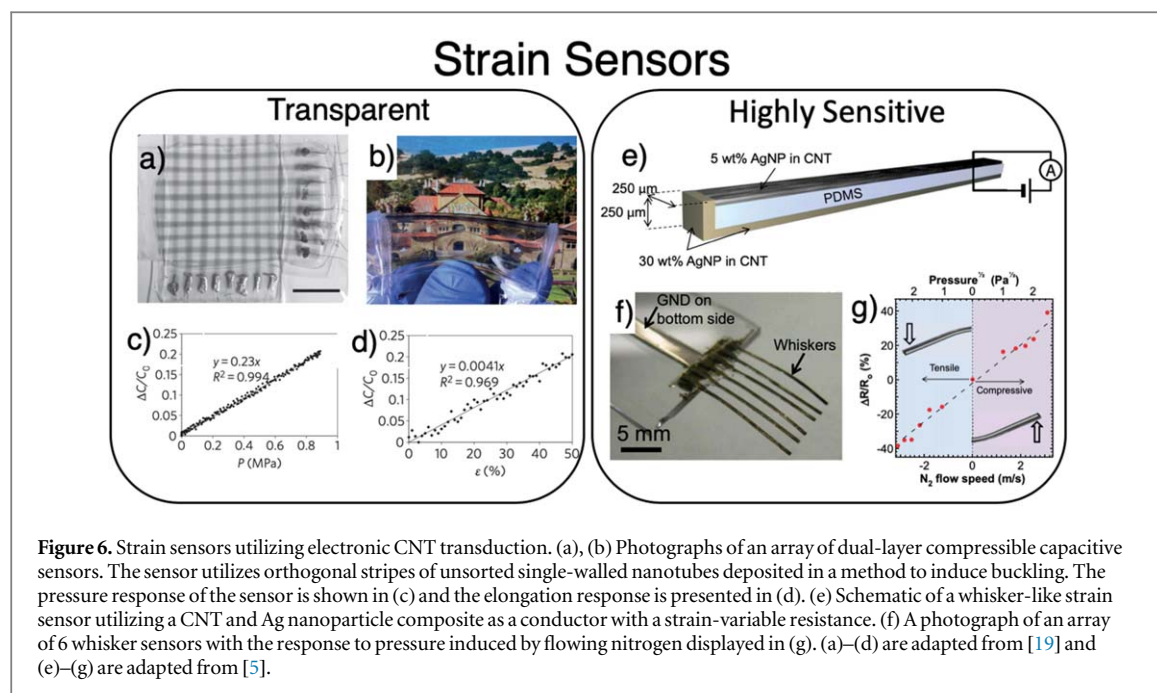 Strain Sensors
Transparent
a)
b)
c)
0.25
0.2
0.15
0.1
0.05
0
y = 0.23x
R² = 0.994
ΔC/C₀
0 0.2 0.4 0.6 0.8 1
P (MPa)
d)
0.25
0.2
0.15
0.1
0.05
0
y = 0.0041x
R² = 0.969
ΔC/C₀
0 10 20 30 40 50
ε (%)
Highly Sensitive
e)
5 wt% AgNP in CNT
A
250 µm
250 µm
PDMS
30 wt% AgNP in CNT
f)
GND on
bottom side
Whiskers
5 mm
g)
Pressure^½ (Pa^½)
2 1 0 1 2
40
20
0
-20
-40
ΔR/Rₒ (%)
Tensile
Compressive
-2 0 2
N₂ flow speed (m/s)
Figure 6. Strain sensors utilizing electronic CNT transduction. (a), (b) Photographs of an array of dual-layer compressible capacitive
sensors. The sensor utilizes orthogonal stripes of unsorted single-walled nanotubes deposited in a method to induce buckling. The
pressure response of the sensor is shown in (c) and the elongation response is presented in (d). (e) Schematic of a whisker-like strain
sensor utilizing a CNT and Ag nanoparticle composite as a conductor with a strain-variable resistance. (f) A photograph of an array
of 6 whisker sensors with the response to pressure induced by flowing nitrogen displayed in (g). (a)–(d) are adapted from [19] and
(e)–(g) are adapted from [5].